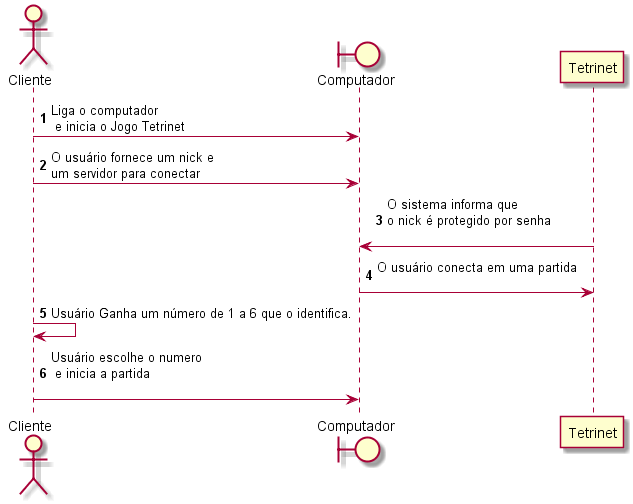 Cliente
Computador
Tetrinet
1 Liga o computador
e inicia o Jogo Tetrinet
2 O usuário fornece um nick e
um servidor para conectar
O sistema informa que
3 o nick é protegido por senha
4 O usuário conecta em uma partida
5 Usuário Ganha um número de 1 a 6 que o identifica.
Usuário escolhe o numero
6 e inicia a partida
Cliente
Computador
Tetrinet